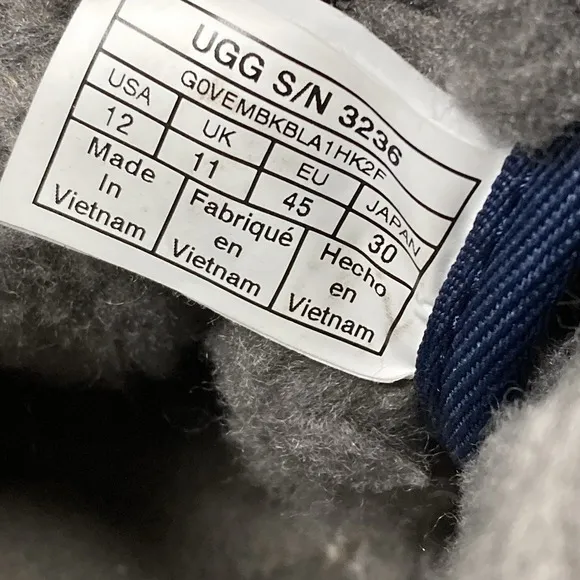 UGG S/N 3236
G0VEMBKBLA1HK2F
USA UK EU JAPAN
12 11 45 30
Made In Vietnam
Fabriqué en Vietnam
Hecho en Vietnam